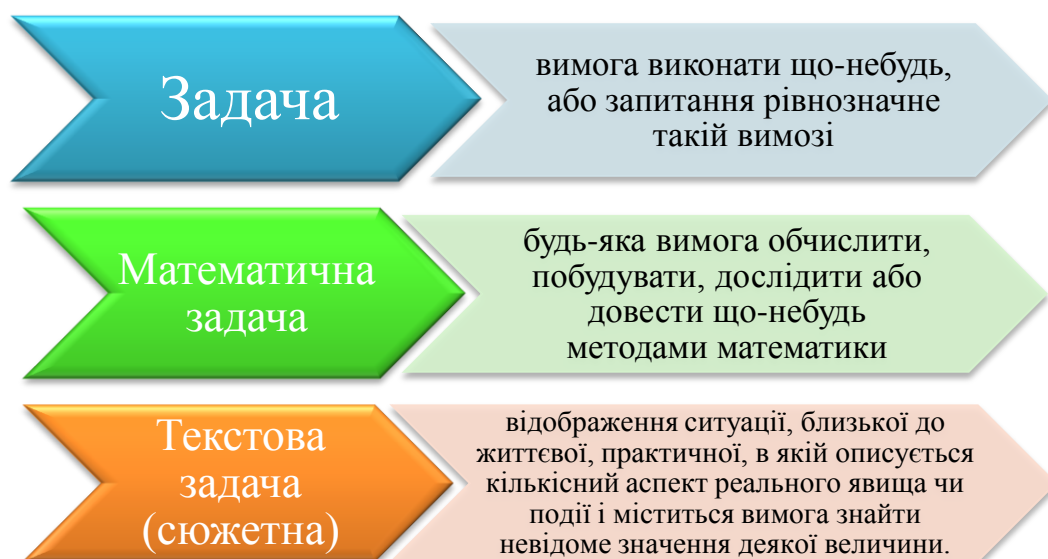 Задача
вимога виконати що-небудь,
або запитання рівнозначне
такій вимозі
Математична
задача
будь-яка вимога обчислити,
побудувати, дослідити або
довести що-небудь
методами математики
Текстова
задача
(сюжетна)
відображення ситуації, близької до
життєвої, практичної, в якій описується
кількісний аспект реального явища чи
події і міститься вимога знайти
невідоме значення деякої величини.